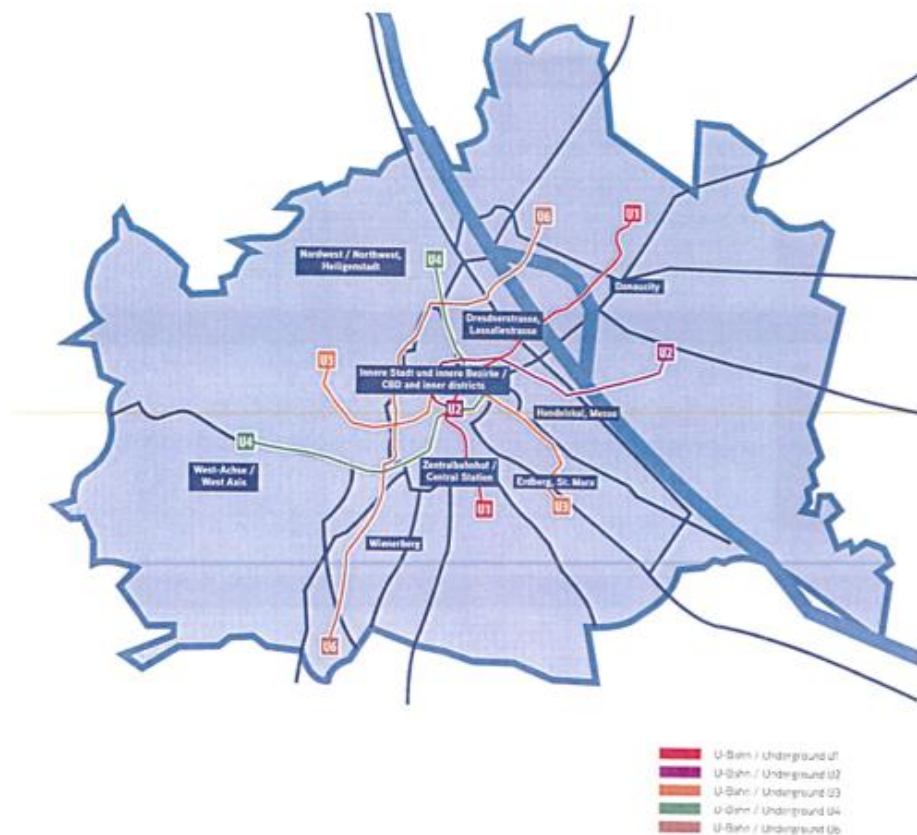 U6
U1
Nordwest / Northwest,
Heiligenstadt
U4
Donaucity
Dresdnerstrasse,
Lassallestrasse
U3
U2
Innere Stadt und innere Bezirke /
CBD and inner districts
U2
Handelskai, Messe
U4
West-Achse /
West Axis
Zentralbahnhof /
Central Station
Erdberg, St. Marx
U1
U3
Wienerberg
U6
U-Bahn / Underground U1
U-Bahn / Underground U2
U-Bahn / Underground U3
U-Bahn / Underground U4
U-Bahn / Underground U6